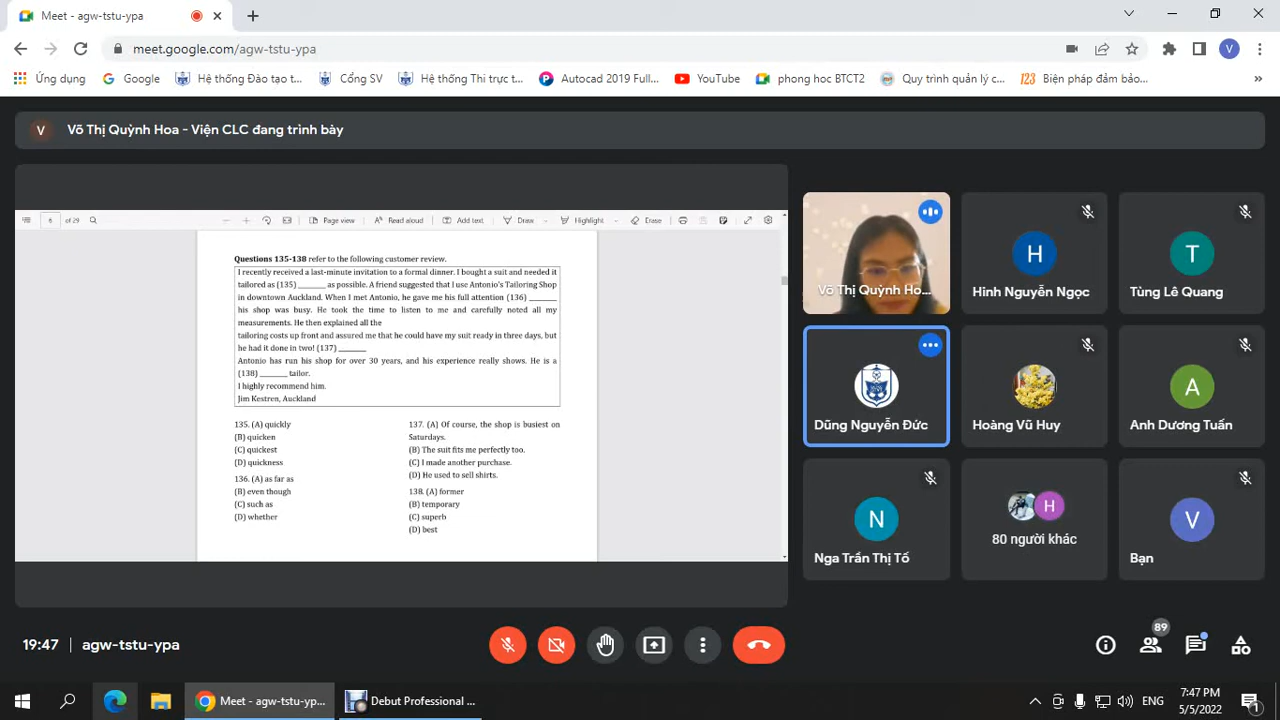 Meet - agw-tstu-ypa
meet.google.com/agw-tstu-ypa
V
Ứng dụng
Google
Hệ thống Đào tạo t...
Cổng SV
Hệ thống Thi trực t...
Autocad 2019 Full...
YouTube
phong hoc BTCT2
Quy trình quản lý c...
123 Biện pháp đảm bảo...
»
V Võ Thị Quỳnh Hoa - Viện CLC đang trình bày
6 of 29
Page view
Read aloud
Add text
Draw
Highlight
Erase
Questions 135-138 refer to the following customer review.
I recently received a last-minute invitation to a formal dinner. I bought a suit and needed it
tailored as (135) _______ as possible. A friend suggested that I use Antonio's Tailoring Shop
in downtown Auckland. When I met Antonio, he gave me his full attention (136) _______
his shop was busy. He took the time to listen to me and carefully noted all my
measurements. He then explained all the
tailoring costs up front and assured me that he could have my suit ready in three days, but
he had it done in two! (137) _______
Antonio has run his shop for over 30 years, and his experience really shows. He is a
(138) _______ tailor.
I highly recommend him.
Jim Kestren, Auckland
135. (A) quickly
(B) quicken
(C) quickest
(D) quickness
136. (A) as far as
(B) even though
(C) such as
(D) whether
137. (A) Of course, the shop is busiest on
Saturdays.
(B) The suit fits me perfectly too.
(C) I made another purchase.
(D) He used to sell shirts.
138. (A) former
(B) temporary
(C) superb
(D) best
Võ Thị Quỳnh Ho...
H
Hinh Nguyễn Ngọc
T
Tùng Lê Quang
Dũng Nguyễn Đức
Hoàng Vũ Huy
A
Anh Dương Tuấn
N
Nga Trần Thị Tố
H
80 người khác
V
Bạn
19:47 | agw-tstu-ypa
89
Meet - agw-tstu-yp...
Debut Professional ...
ENG
7:47 PM
5/5/2022
1